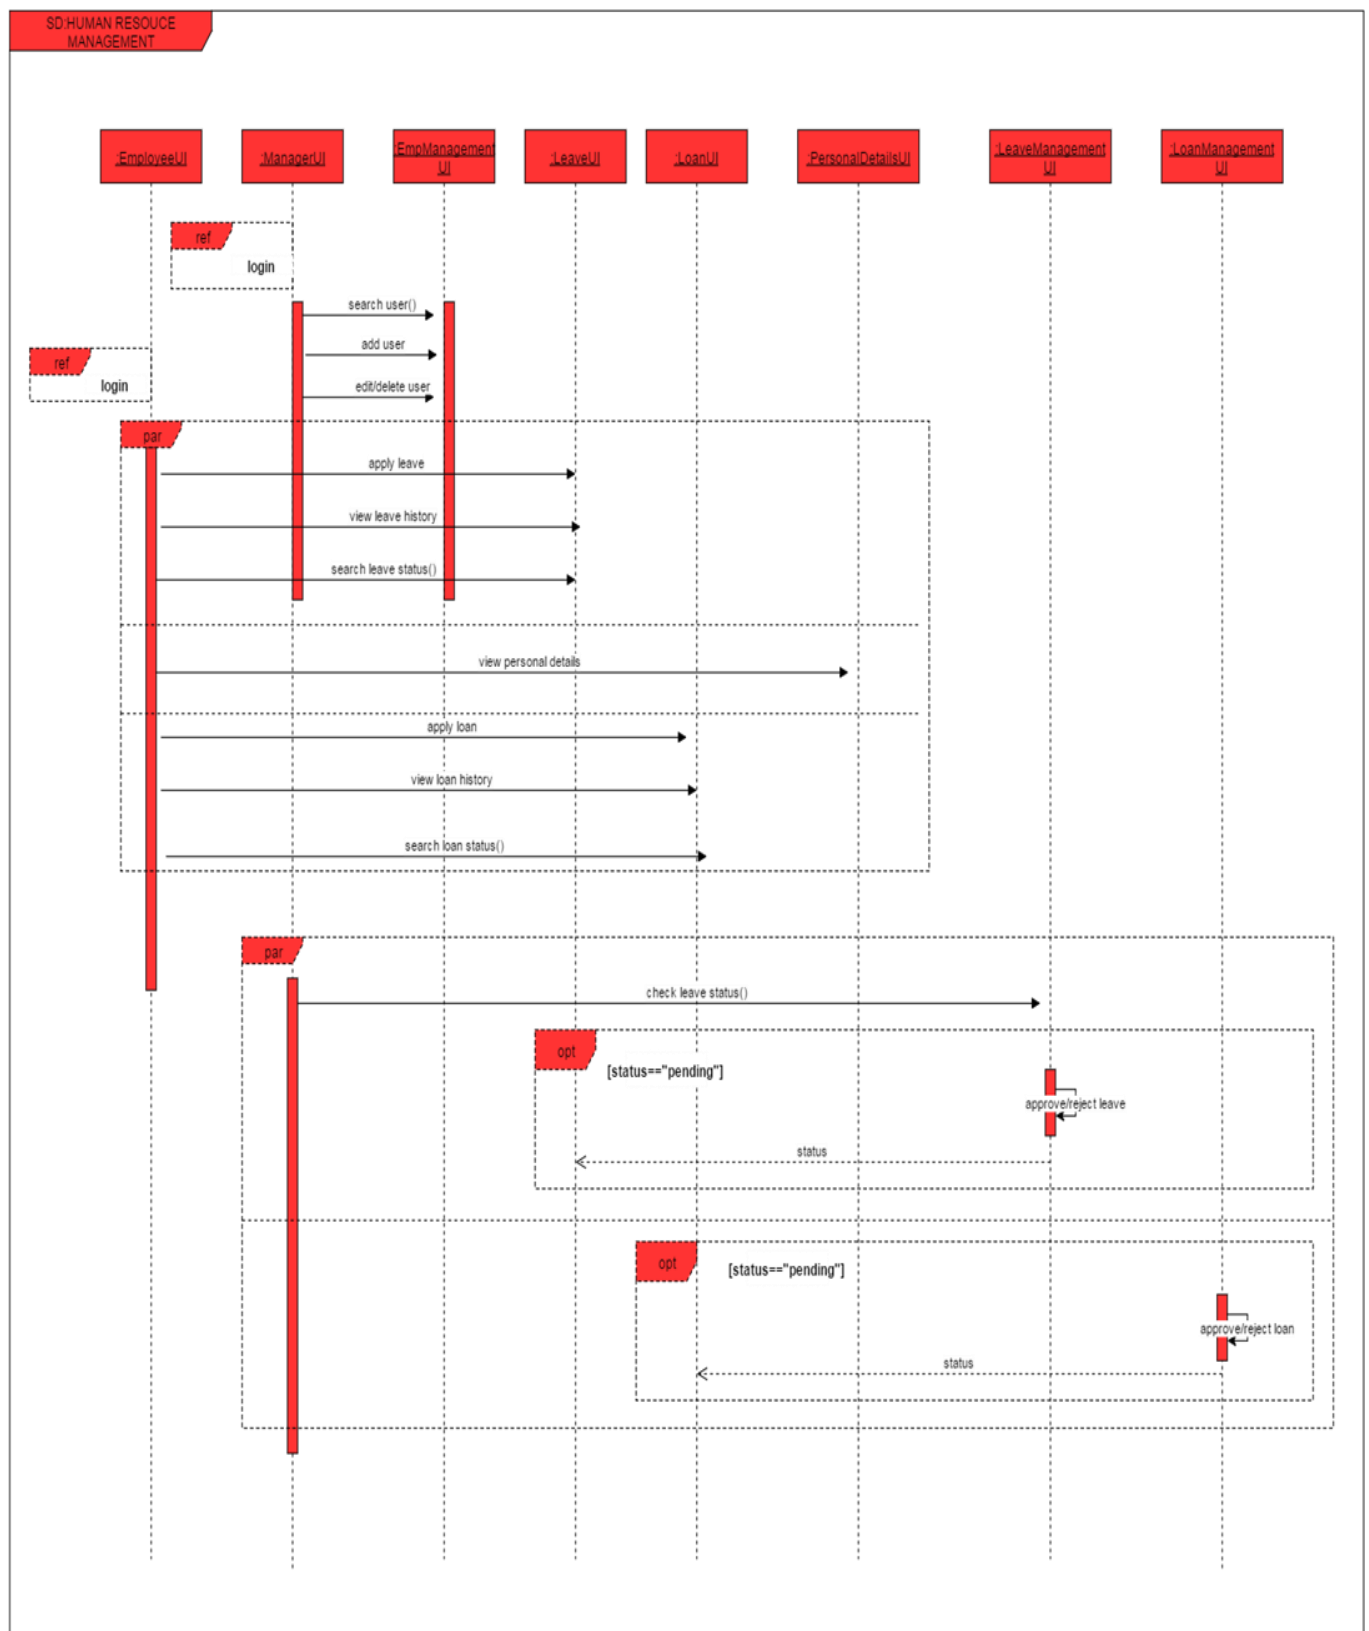 SD:HUMAN RESOUCE
MANAGEMENT
:EmployeeUI
:ManagerUI
:EmpManagement
UI
:LeaveUI
:LoanUI
:PersonalDetailsUI
:LeaveManagement
UI
:LoanManagement
UI
ref
login
search user()
add user
ref
login
edit/delete user
par
apply leave
view leave history
search leave status()
view personal details
apply loan
view loan history
search loan status()
par
check leave status()
opt
[status=="pending"]
approve/reject leave
status
opt
[status=="pending"]
approve/reject loan
status